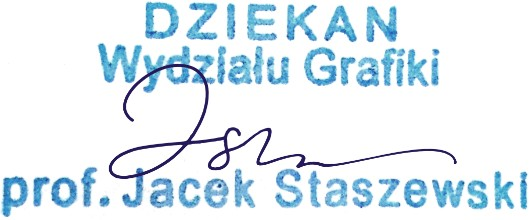 DZIEKAN
Wydziału Grafiki
prof. Jacek Staszewski